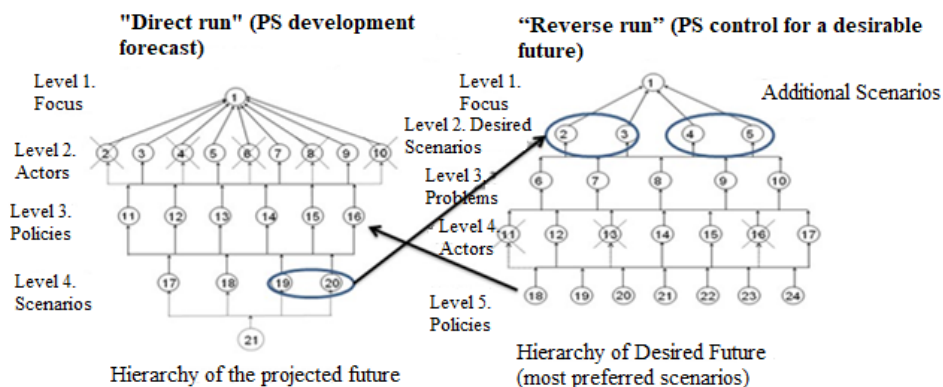 "Direct run" (PS development
forecast)
Level 1.
Focus
1
Level 2.
Actors
2 3 4 5 6 7 8 9 10
Level 3.
Policies
11 12 13 14 15 16
Level 4.
Scenarios
17 18 19 20
21
Hierarchy of the projected future
“Reverse run” (PS control for a desirable
future)
Level 1.
Focus
1
Additional Scenarios
Level 2. Desired
Scenarios
2 3 4 5
Level 3.
Problems
6 7 8 9 10
Level 4.
Actors
11 12 13 14 15 16 17
Level 5.
Policies
18 19 20 21 22 23 24
Hierarchy of Desired Future
(most preferred scenarios)